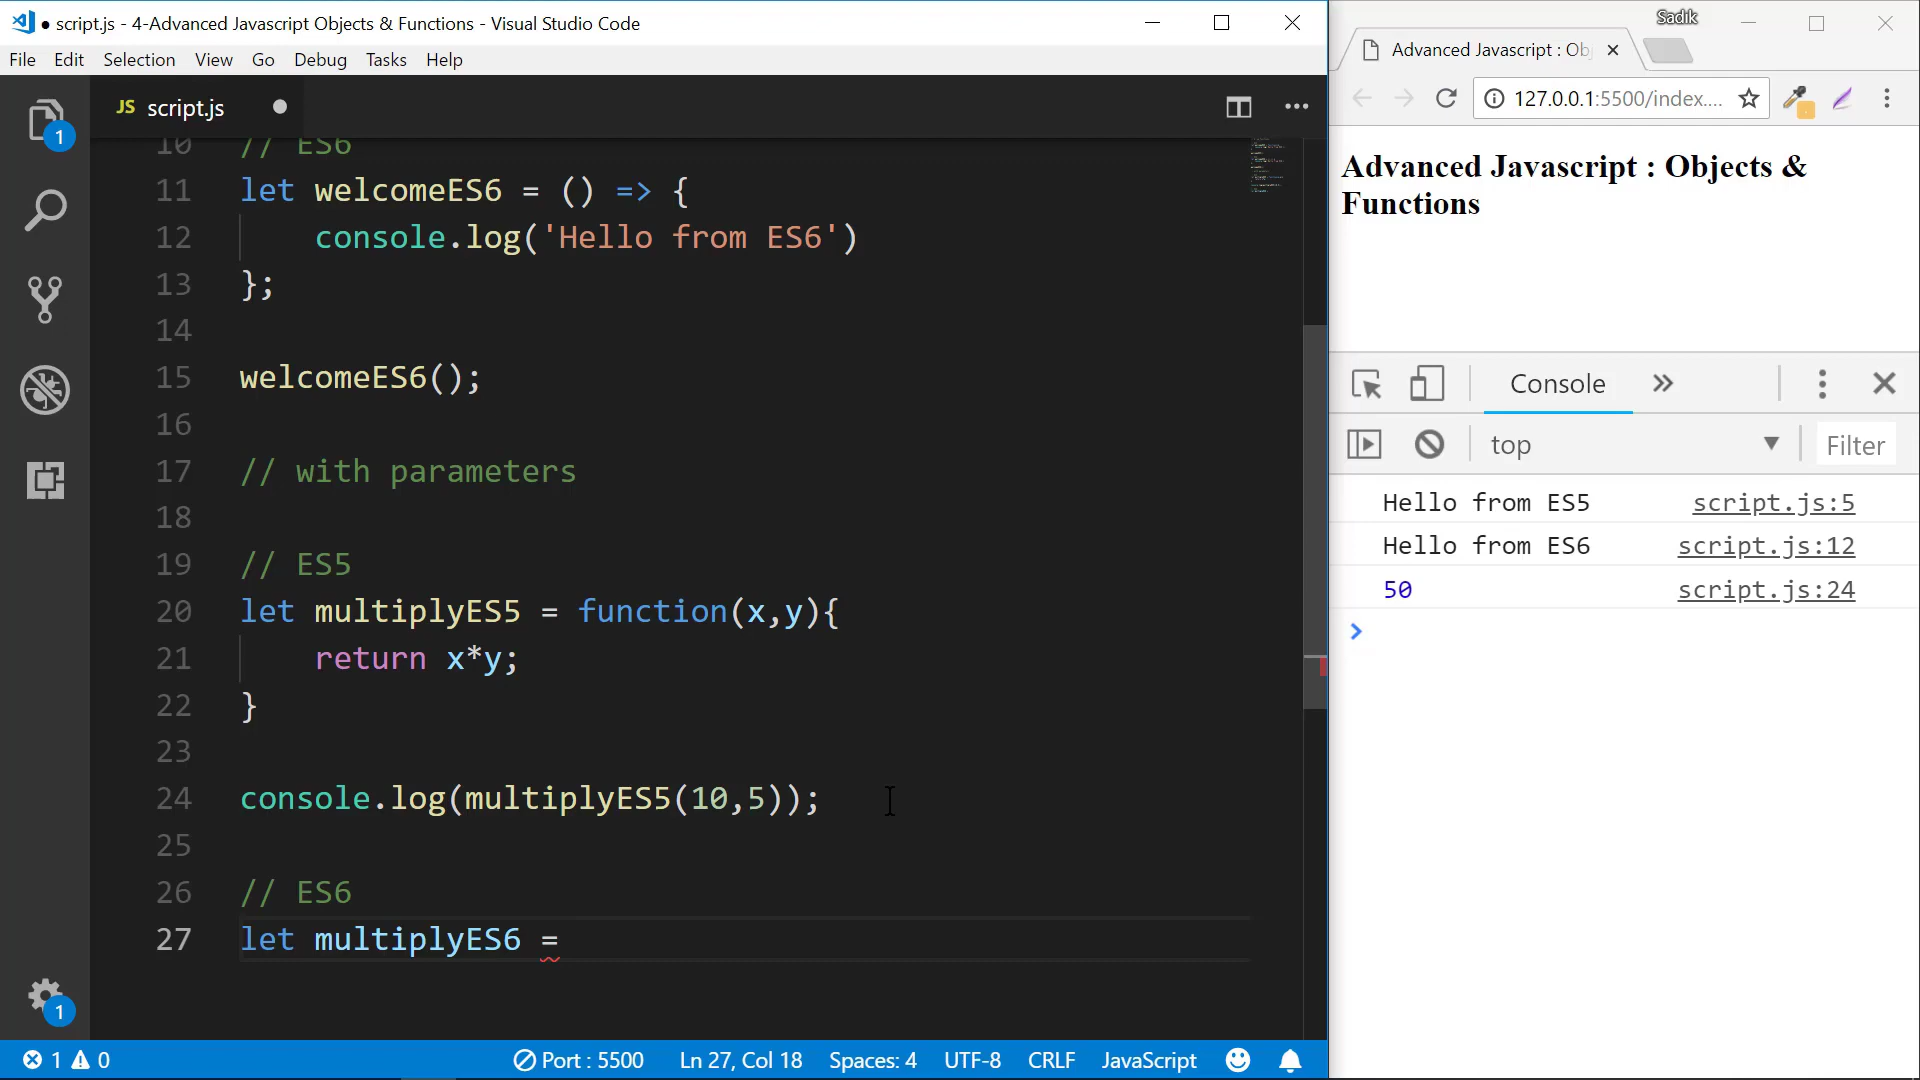 script.js - 4-Advanced Javascript Objects & Functions - Visual Studio Code
File Edit Selection View Go Debug Tasks Help
JS script.js
10 // ES6
11 let welcomeES6 = () => {
12 console.log('Hello from ES6')
13 };
14
15 welcomeES6();
16
17 // with parameters
18
19 // ES5
20 let multiplyES5 = function(x,y){
21 return x*y;
22 }
23
24 console.log(multiplyES5(10,5));
25
26 // ES6
27 let multiplyES6 =
1
1
1 0 Port : 5500 Ln 27, Col 18 Spaces: 4 UTF-8 CRLF JavaScript
Sadik
Advanced Javascript : Ob
127.0.0.1:5500/index....
Advanced Javascript : Objects &
Functions
Console
top Filter
Hello from ES5 script.js:5
Hello from ES6 script.js:12
50 script.js:24